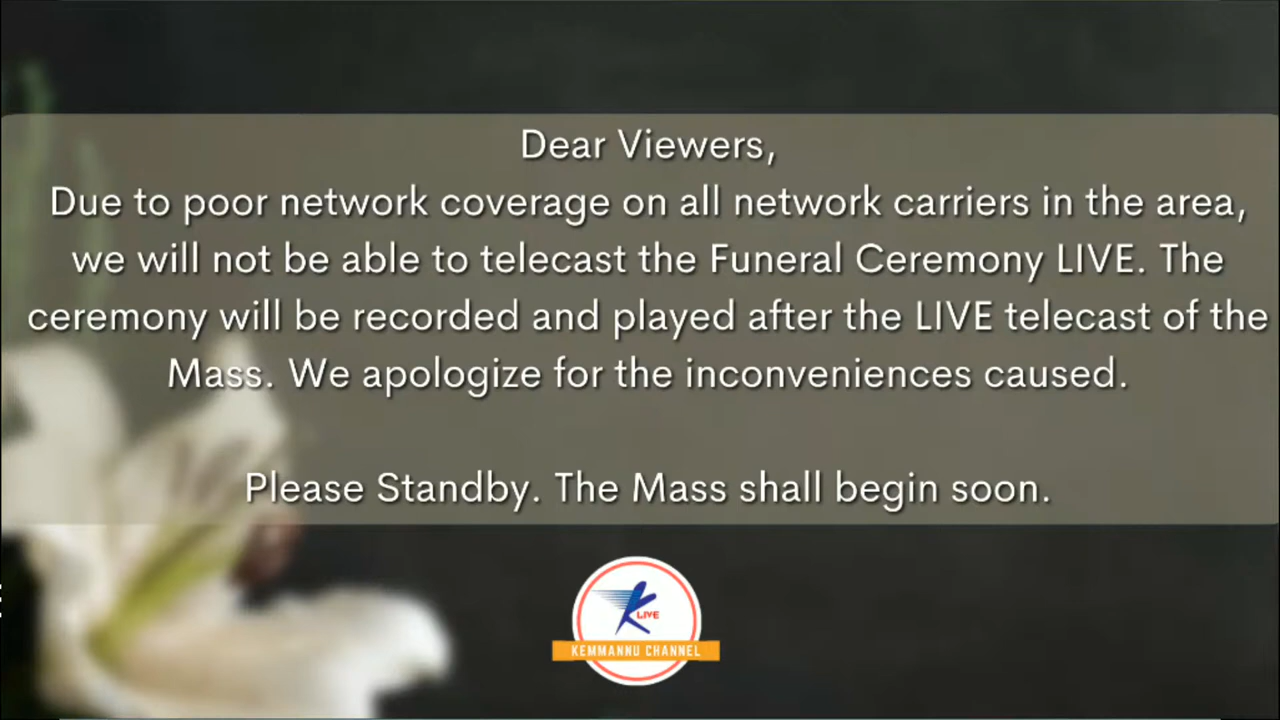 Dear Viewers,
Due to poor network coverage on all network carriers in the area,
we will not be able to telecast the Funeral Ceremony LIVE. The
ceremony will be recorded and played after the LIVE telecast of the
Mass. We apologize for the inconveniences caused.
Please Standby. The Mass shall begin soon.
LIVE
KEMMANNU CHANNEL